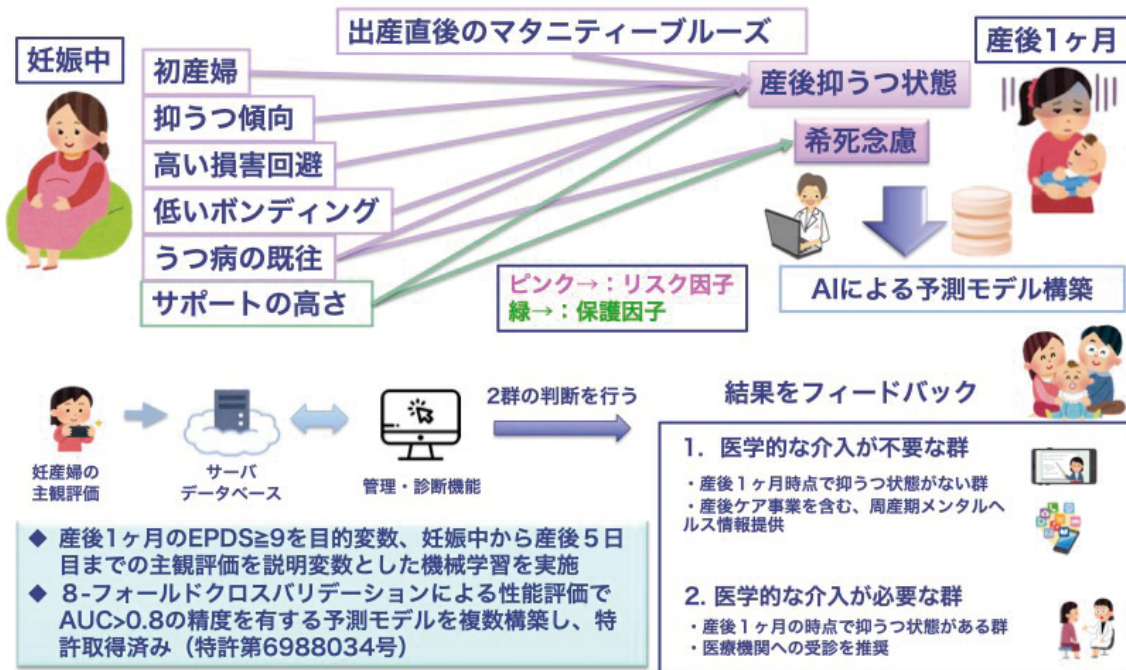 出産直後のマタニティーブルーズ
妊娠中
産後1ヶ月
初産婦
抑うつ傾向
高い損害回避
低いボンディング
うつ病の既往
サポートの高さ
産後抑うつ状態
希死念慮
ピンク→：リスク因子
緑→：保護因子
AIによる予測モデル構築
妊産婦の
主観評価
サーバ
データベース
管理・診断機能
2群の判断を行う
結果をフィードバック
1. 医学的な介入が不要な群
・産後１ヶ月時点で抑うつ状態がない群
・産後ケア事業を含む、周産期メンタルヘ
ルス情報提供
2. 医学的な介入が必要な群
・産後１ヶ月の時点で抑うつ状態がある群
・医療機関への受診を推奨
◆ 産後1ヶ月のEPDS≧9を目的変数、妊娠中から産後５日
目までの主観評価を説明変数とした機械学習を実施
◆ ８-フォールドクロスバリデーションによる性能評価で
AUC>0.8の精度を有する予測モデルを複数構築し、特
許取得済み（特許第6988034号）